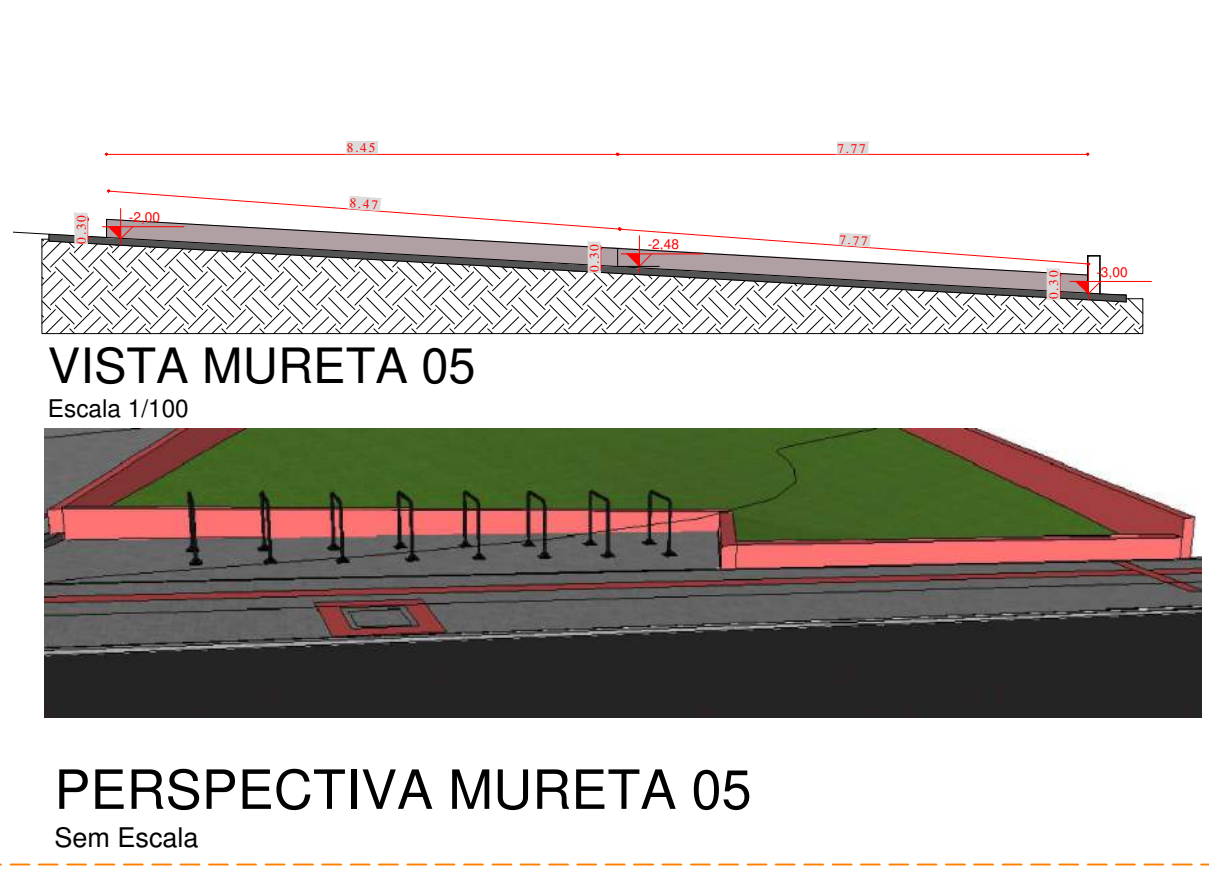 8.45
7.77
8.47
7.77
0.30
-2,00
0.30
-2,48
0.30
-3,00
VISTA MURETA 05
Escala 1/100
PERSPECTIVA MURETA 05
Sem Escala